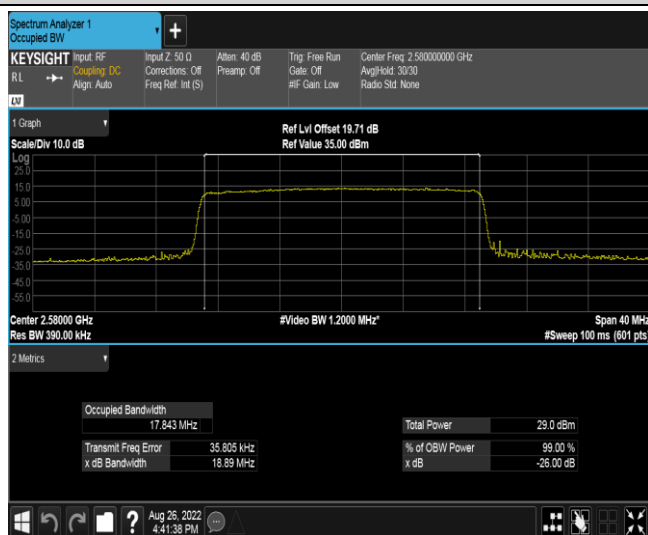 Spectrum Analyzer 1
Occupied BW
+
KEYSIGHT
RL
LXI
Input: RF
Coupling: DC
Align: Auto
Input Z: 50 Ω
Corrections: Off
Freq Ref: Int (S)
Atten: 40 dB
Preamp: Off
Trig: Free Run
Gate: Off
#IF Gain: Low
Center Freq: 2.580000000 GHz
Avg|Hold: 30/30
Radio Std: None
1 Graph
Scale/Div 10.0 dB
Ref Lvl Offset 19.71 dB
Ref Value 35.00 dBm
Log
25.0
15.0
5.00
-5.00
-15.0
-25.0
-35.0
-45.0
-55.0
Center 2.58000 GHz
Res BW 390.00 kHz
#Video BW 1.2000 MHz*
Span 40 MHz
#Sweep 100 ms (601 pts)
2 Metrics
Occupied Bandwidth
17.843 MHz
Transmit Freq Error 35.805 kHz
x dB Bandwidth 18.89 MHz
Total Power 29.0 dBm
% of OBW Power 99.00 %
x dB -26.00 dB
?
Aug 26, 2022
4:41:38 PM